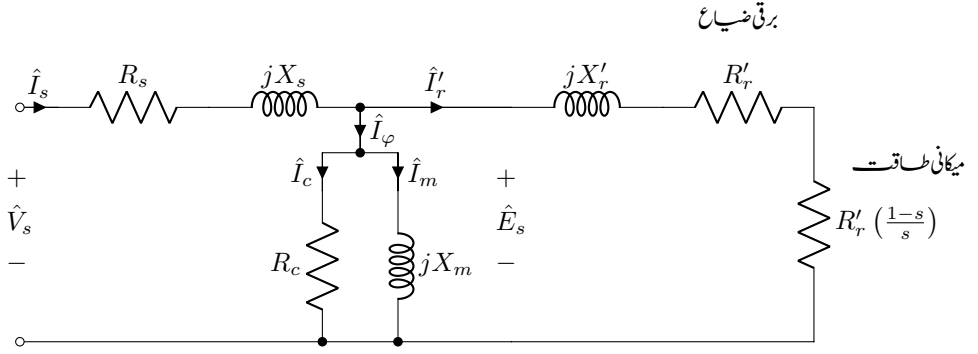 برقی ضیاع
Î_s R_s jX_s Î'_r jX'_r R'_r
Î_φ
میکانی طاقت
Î_c Î_m
+ +
V̂_s Ê_s R'_r (1−s/s)
− −
R_c jX_m